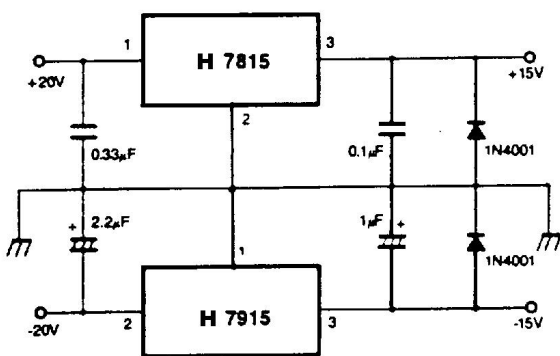 1
H 7815
3
+20V
+15V
2
0.33µF
0.1µF
1N4001
+
2.2µF
1µF
+
1
1N4001
H 7915
-20V
2
3
-15V